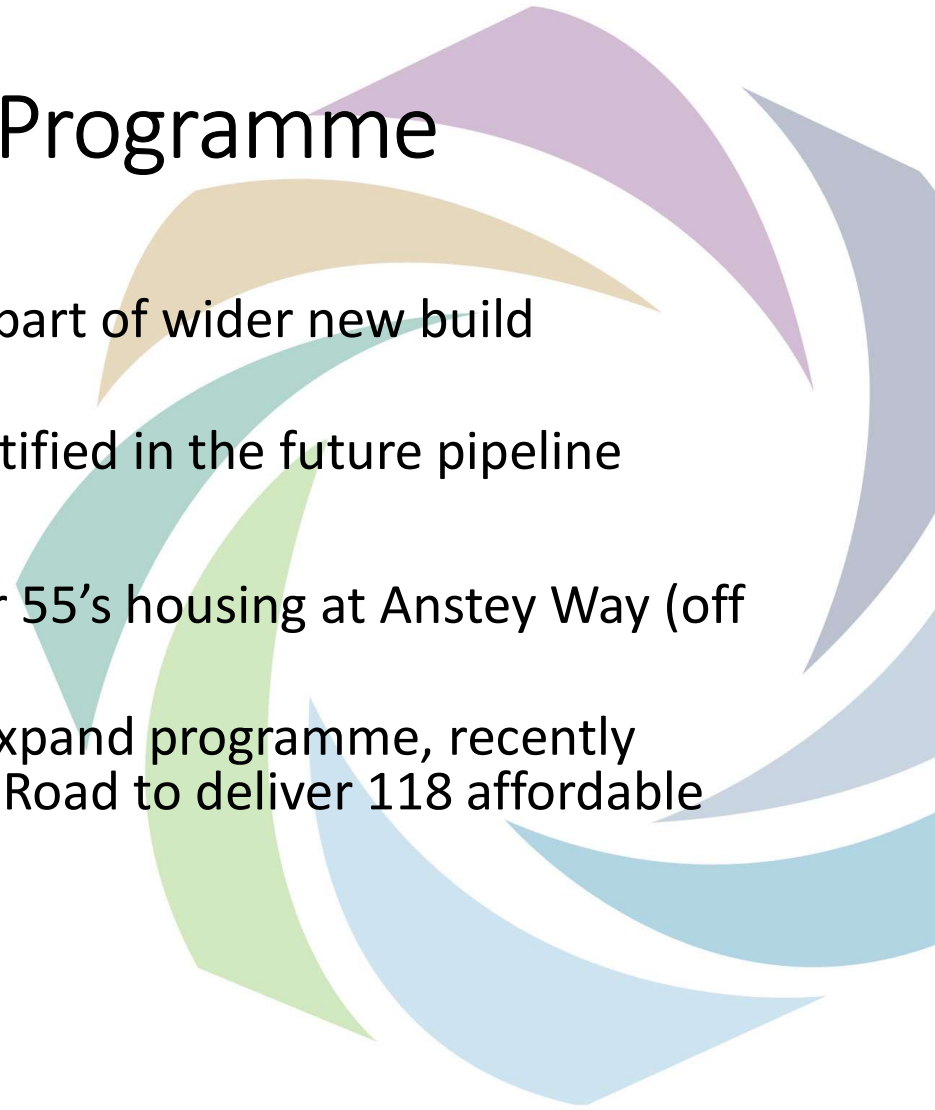 Programme
part of wider new build
tified in the future pipeline
r 55’s housing at Anstey Way (off
xpand programme, recently
Road to deliver 118 affordable